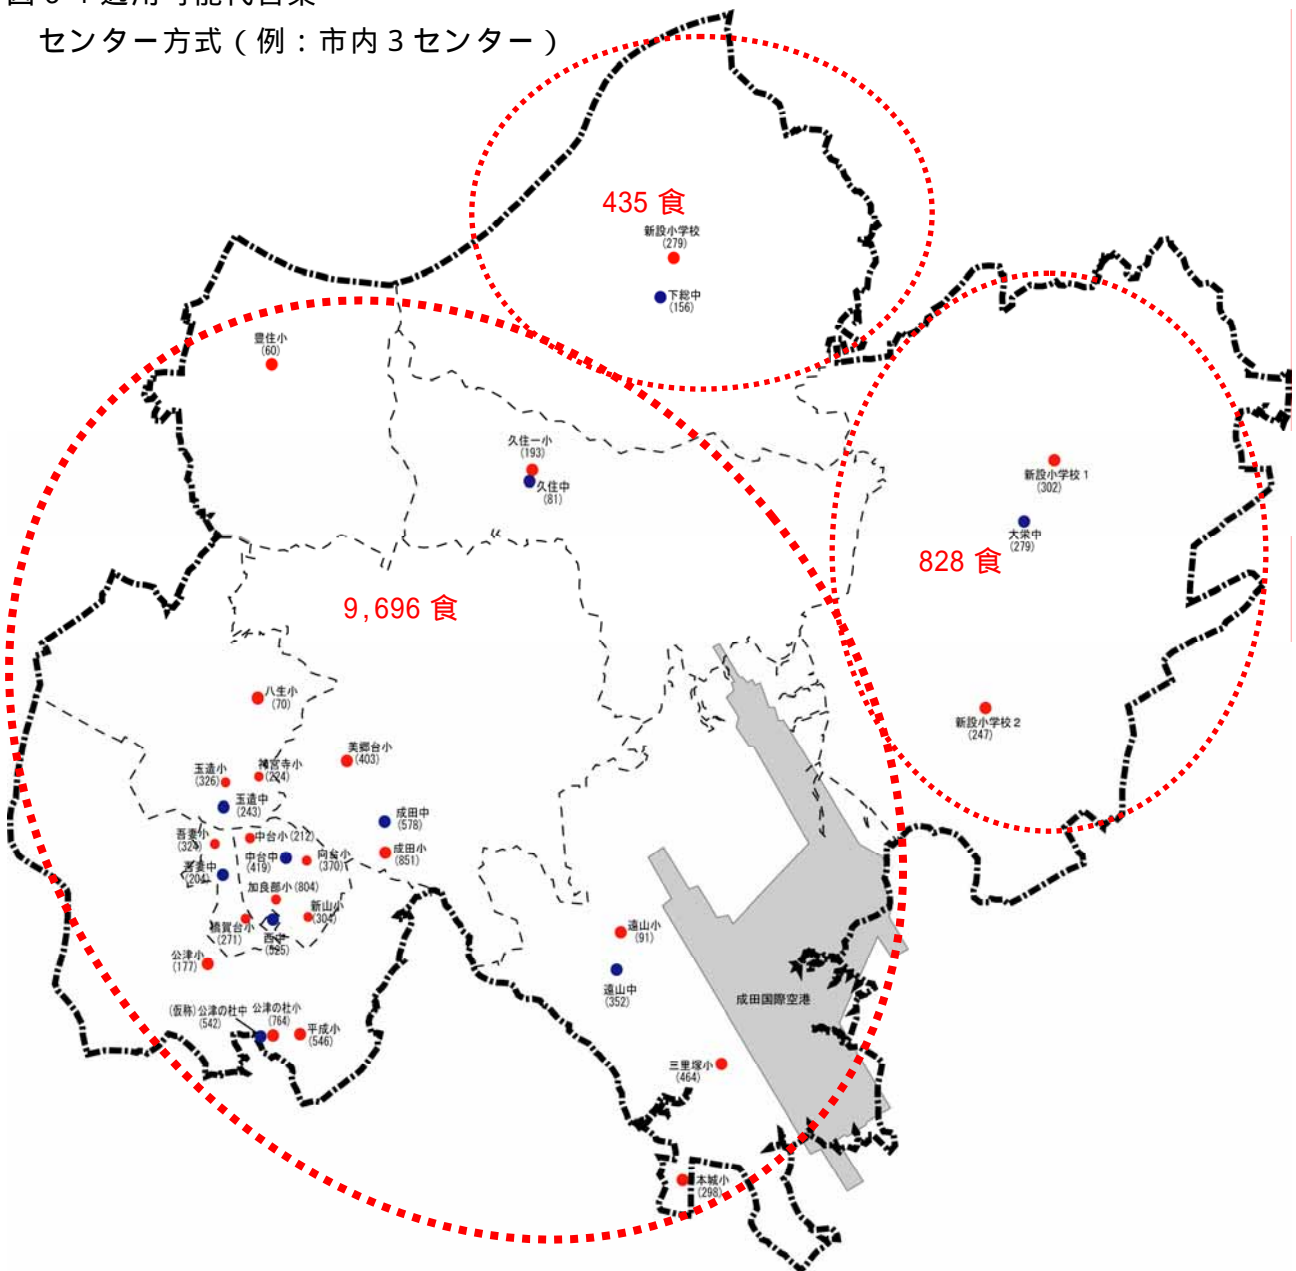 センター方式(例:市内3センター)
435 食
新設小学校
(279)
下総中
(156)
豊住小
(60)
久住一小
(193)
久住中
(81)
新設小学校1
(302)
大栄中
(279)
828 食
9,696 食
八生小
(70)
新設小学校2
(247)
美郷台小
(403)
神宮寺小
(224)
玉造小
(326)
玉造中
(243)
成田中
(578)
吾妻小
(324)
中台小(212)
中台中
(419)
向台小
(370)
成田小
(851)
吾妻中
(204)
加良部小(804)
新山小
(304)
橋賀台小
(271)
西中
(525)
遠山小
(91)
公津小
(177)
遠山中
(352)
成田国際空港
(仮称)公津の杜中
(542)
公津の杜小
(764)
平成小
(546)
三里塚小
(464)
本城小
(298)